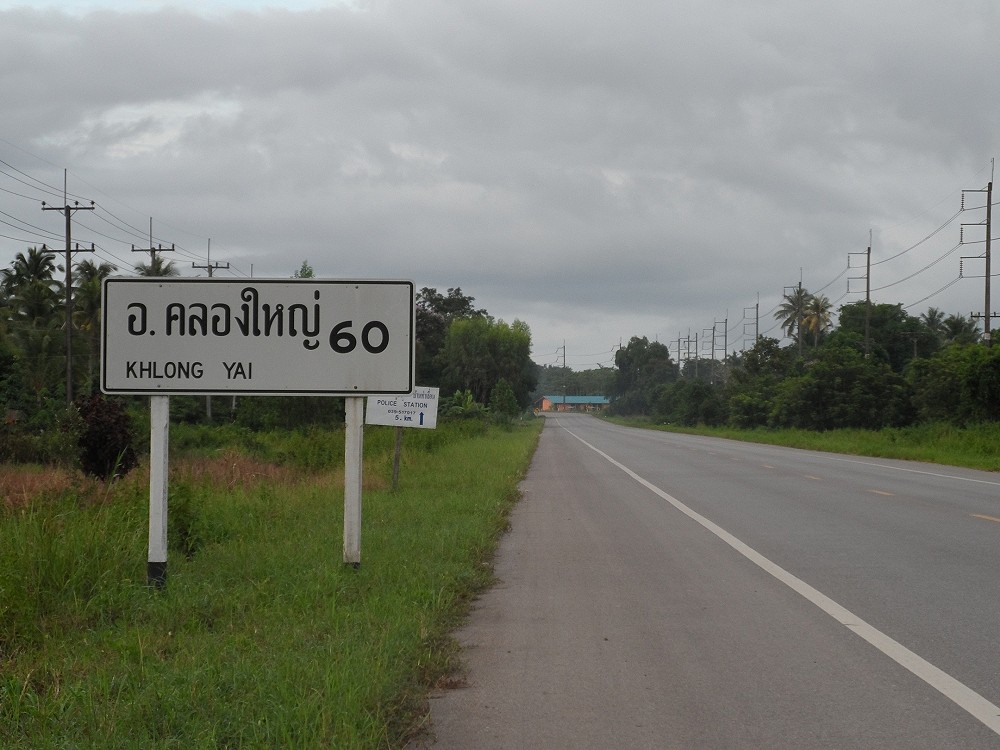 อ. คลองใหญ่ 60
KHLONG YAI
POLICE STATION
5. km.